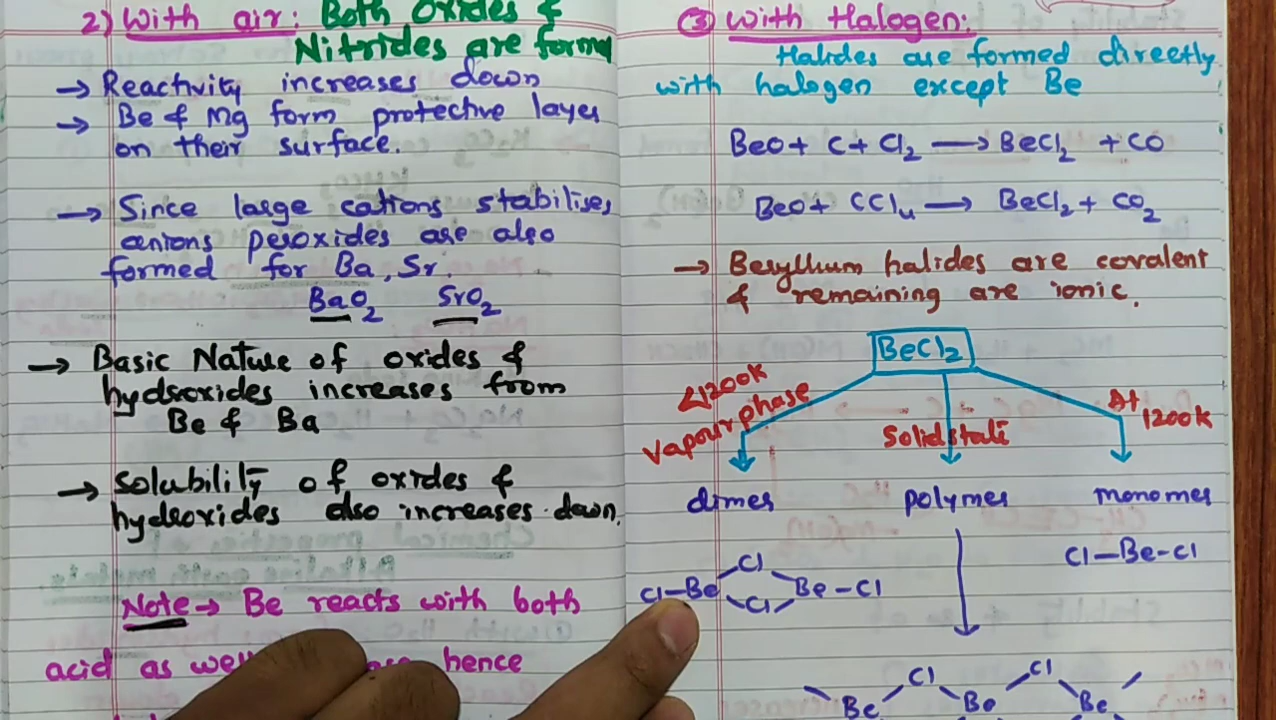 2) With air: Both Oxides &
Nitrides are formed
→ Reactivity increases down
→ Be & Mg form protective layer
on their surface.
→ Since large cations stabilises
anions peroxides are also
formed for Ba, Sr.
BaO₂ SrO₂
→ Basic Nature of oxides &
hydroxides increases from
Be & Ba
→ Solubility of oxides &
hydroxides also increases down.
Note → Be reacts with both
acid as hence
(3) With Halogen:
Halides are formed directly
with halogen except Be
BeO + C + Cl₂ → BeCl₂ + CO
BeO + CCl₄ → BeCl₂ + CO₂
→ Beryllium halides are covalent
& remaining are ionic.
BeCl₂
<1200k
Vapour phase
Solid state
At 1200k
dimer polymer monomer
Cl-Be-Cl
Cl
Cl-Be Be-Cl
Cl
Cl Cl
Be Be Be